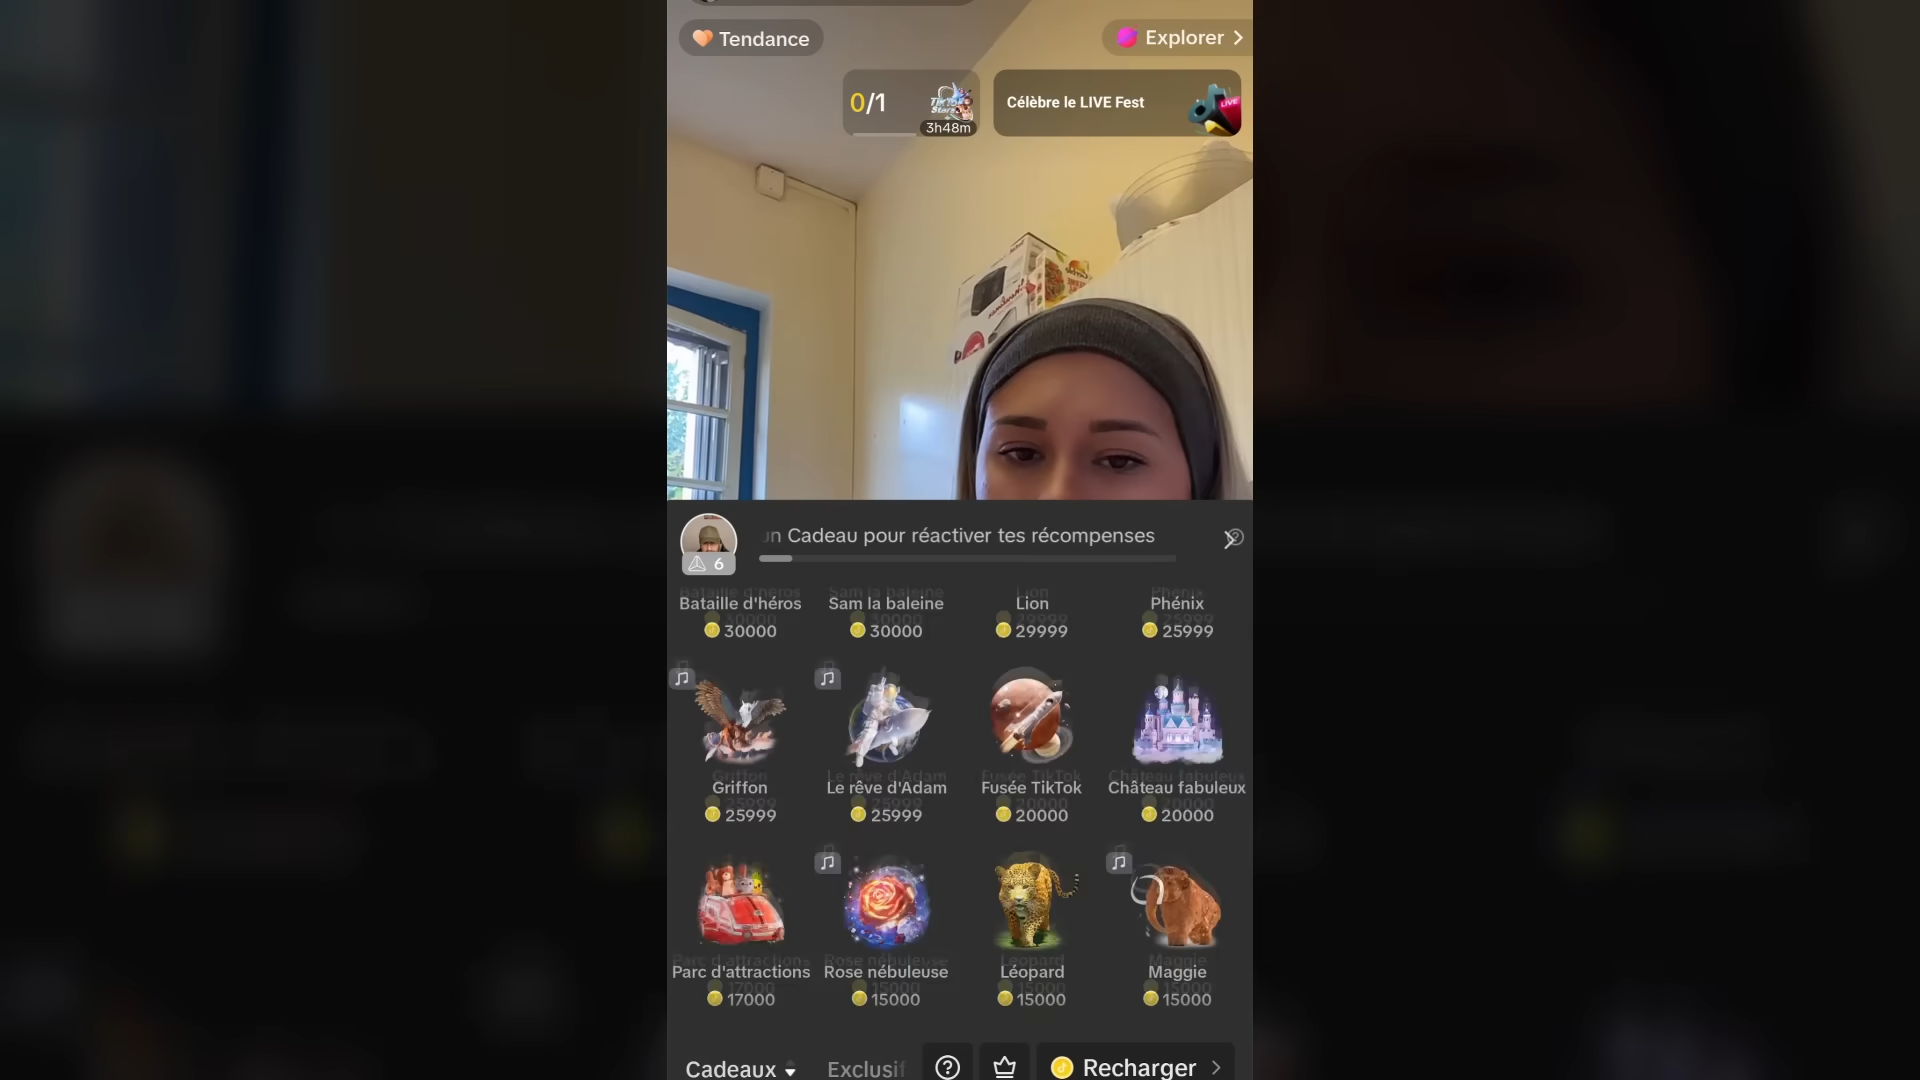 Tendance
Explorer
0/1
3h48m
Célèbre le LIVE Fest
LIVE
n Cadeau pour réactiver tes récompenses
6
Bataille d'héros
Sam la baleine
Lion
Phénix
30000
30000
29999
25999
Griffon
Le rêve d'Adam
Fusée TikTok
Château fabuleux
25999
25999
20000
20000
Parc d'attractions
Rose nébuleuse
Léopard
Maggie
17000
15000
15000
15000
Cadeaux
Exclusif
Recharger